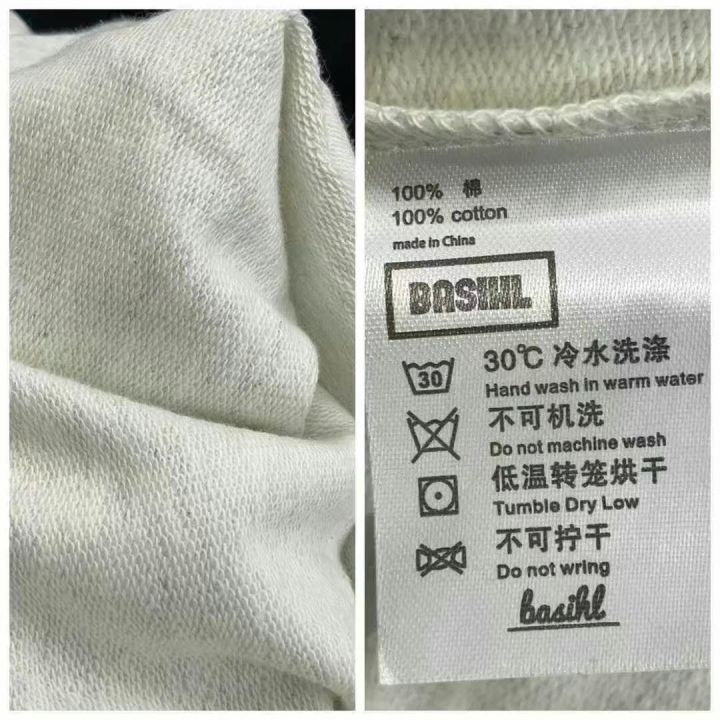 100% 棉
100% cotton
made in China
BASIHL
30℃ 冷水洗涤
30
Hand wash in warm water
不可机洗
Do not machine wash
低温转笼烘干
Tumble Dry Low
不可拧干
Do not wring
basihl